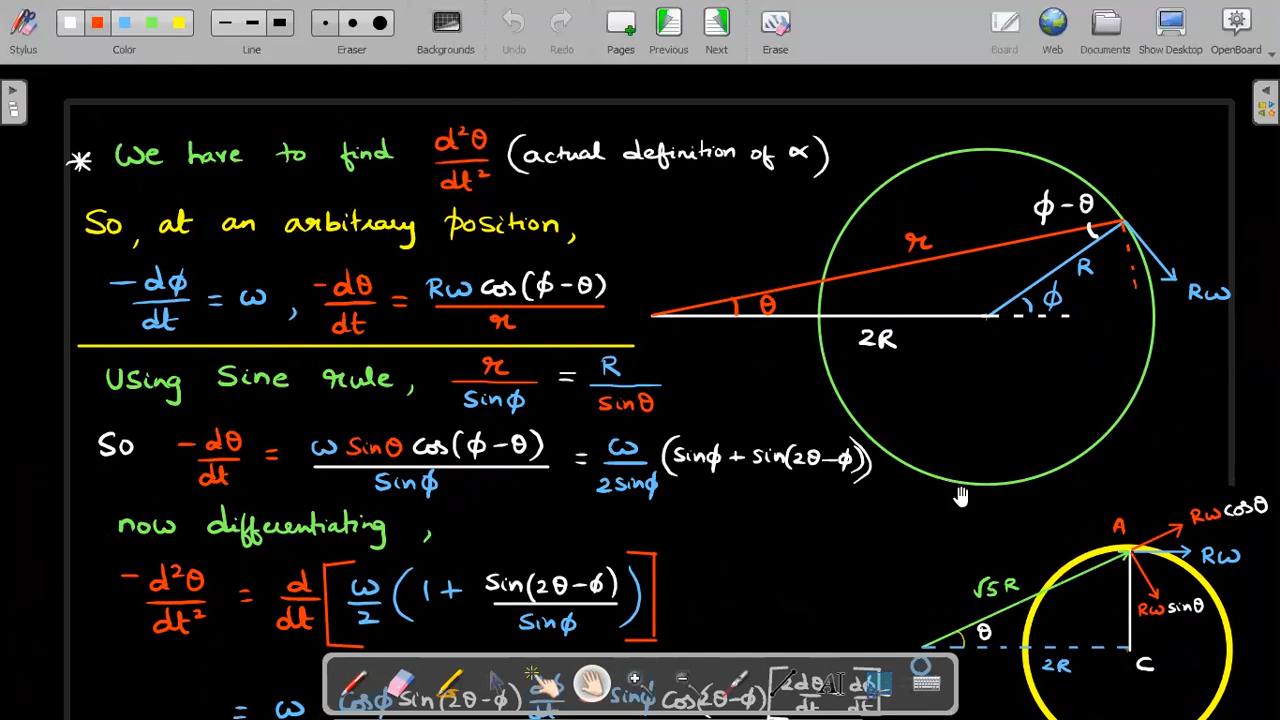 Stylus Color Line Eraser Backgrounds Undo Redo Pages Previous Next Erase Board Web Documents Show Desktop OpenBoard
* We have to find d²θ/dt² (actual definition of α)
So, at an arbitrary position,
-dφ/dt = ω, -dθ/dt = Rω cos(φ-θ)/r
Using Sine rule, r/sinφ = R/sinθ
So -dθ/dt = ω Sinθ cos(φ-θ)/Sinφ = ω/2sinφ (sinφ + sin(2θ-φ))
now differentiating,
-d²θ/dt² = d/dt [ω/2 (1 + Sin(2θ-φ)/Sinφ)]
= ω
φ-θ
r
R
Rω
θ
φ
2R
A
Rω cosθ
Rω
√5 R
Rω sinθ
θ
2R
C